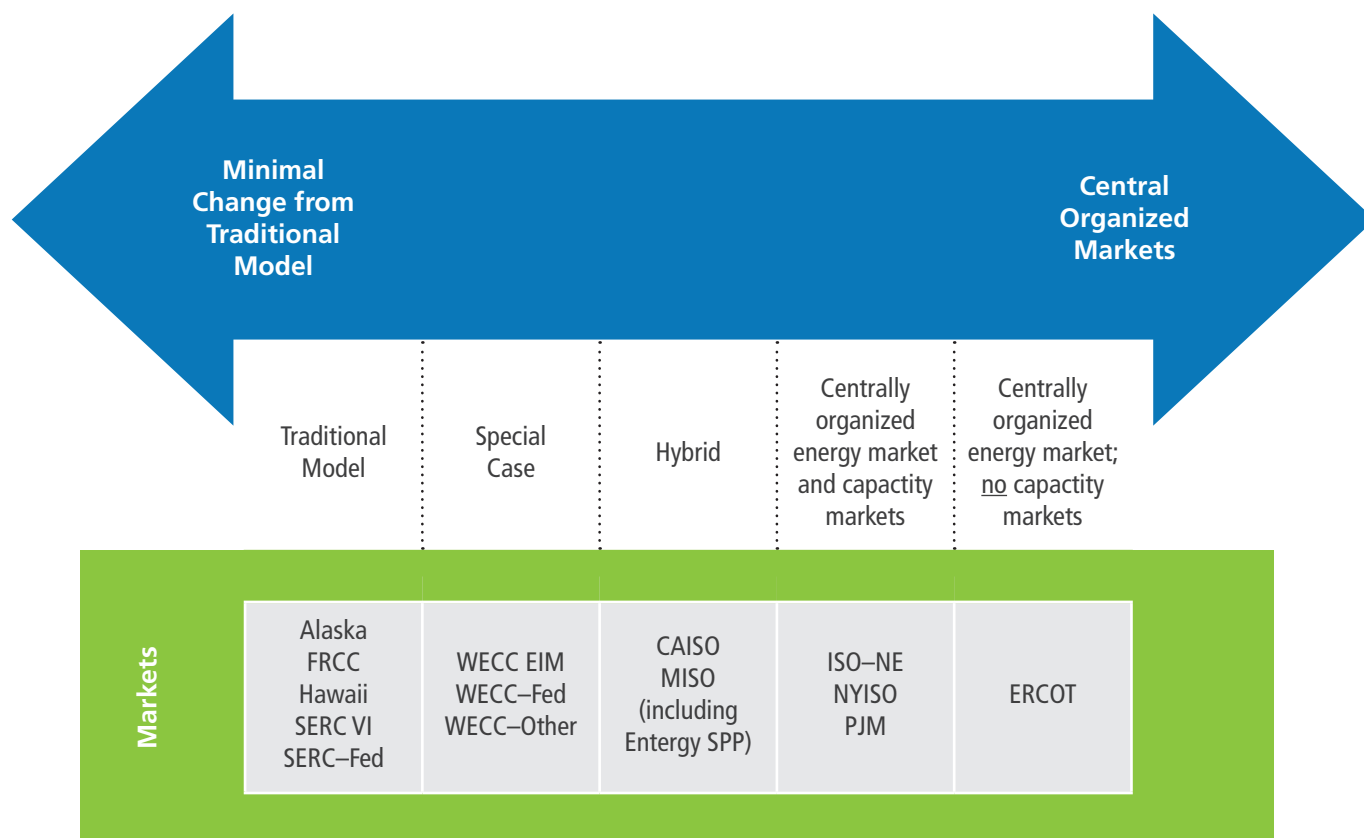 Minimal
Change from
Traditional
Model
Central
Organized
Markets
Traditional
Model
Special
Case
Hybrid
Centrally
organized
energy market
and capactity
markets
Centrally
organized
energy market;
no capactity
markets
Markets
Alaska
FRCC
Hawaii
SERC VI
SERC–Fed
WECC EIM
WECC–Fed
WECC–Other
CAISO
MISO
(including
Entergy SPP)
ISO–NE
NYISO
PJM
ERCOT